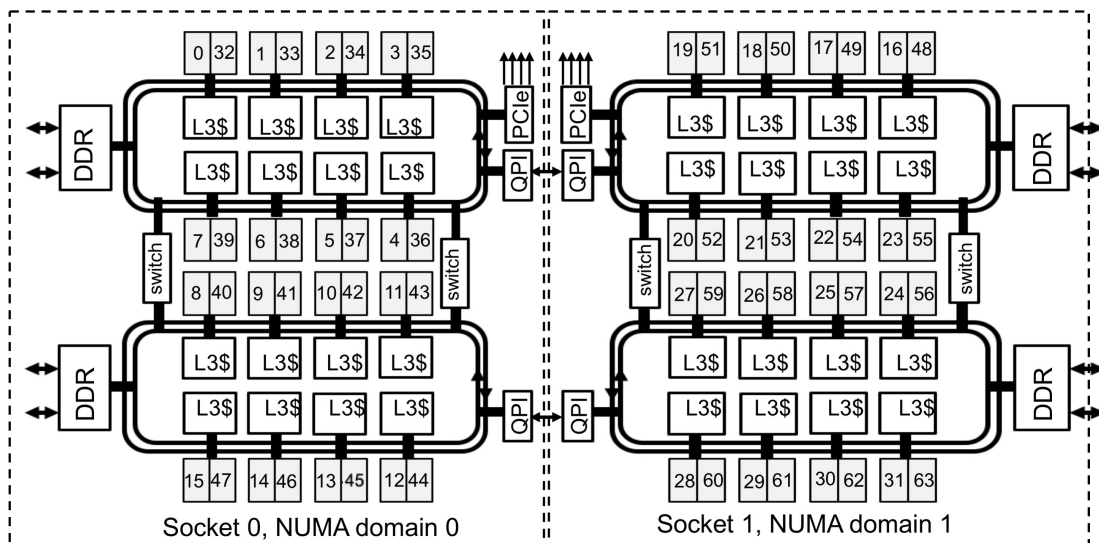 0 32 1 33 2 34 3 35 19 51 18 50 17 49 16 48
DDR L3$ L3$ L3$ L3$ PCIe PCIe L3$ L3$ L3$ L3$ DDR
L3$ L3$ L3$ L3$ QPI QPI L3$ L3$ L3$ L3$
switch 7 39 6 38 5 37 4 36 switch switch 20 52 21 53 22 54 23 55 switch
8 40 9 41 10 42 11 43 27 59 26 58 25 57 24 56
DDR L3$ L3$ L3$ L3$ L3$ L3$ L3$ L3$ DDR
L3$ L3$ L3$ L3$ QPI QPI L3$ L3$ L3$ L3$
15 47 14 46 13 45 12 44 28 60 29 61 30 62 31 63
Socket 0, NUMA domain 0 Socket 1, NUMA domain 1